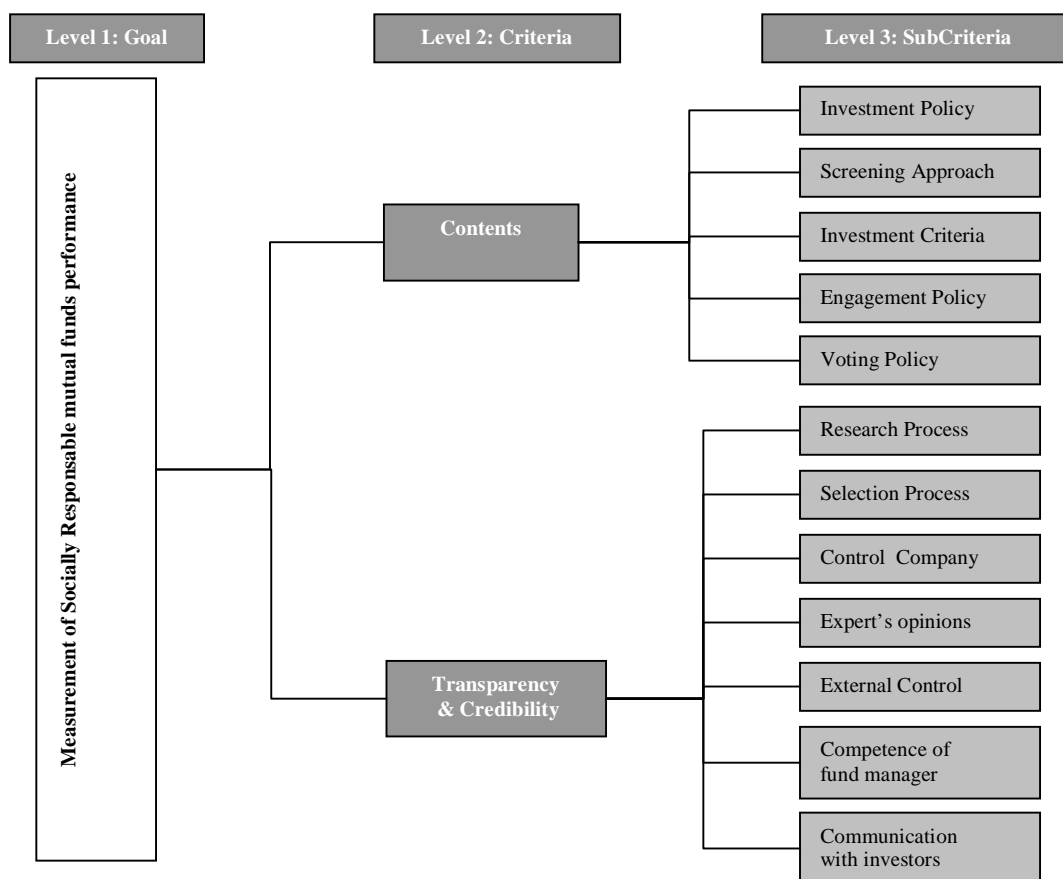 Level 1: Goal
Level 2: Criteria
Level 3: SubCriteria
Measurement of Socially Responsable mutual funds performance
Contents
Investment Policy
Screening Approach
Investment Criteria
Engagement Policy
Voting Policy
Transparency
& Credibility
Research Process
Selection Process
Control Company
Expert’s opinions
External Control
Competence of
fund manager
Communication
with investors